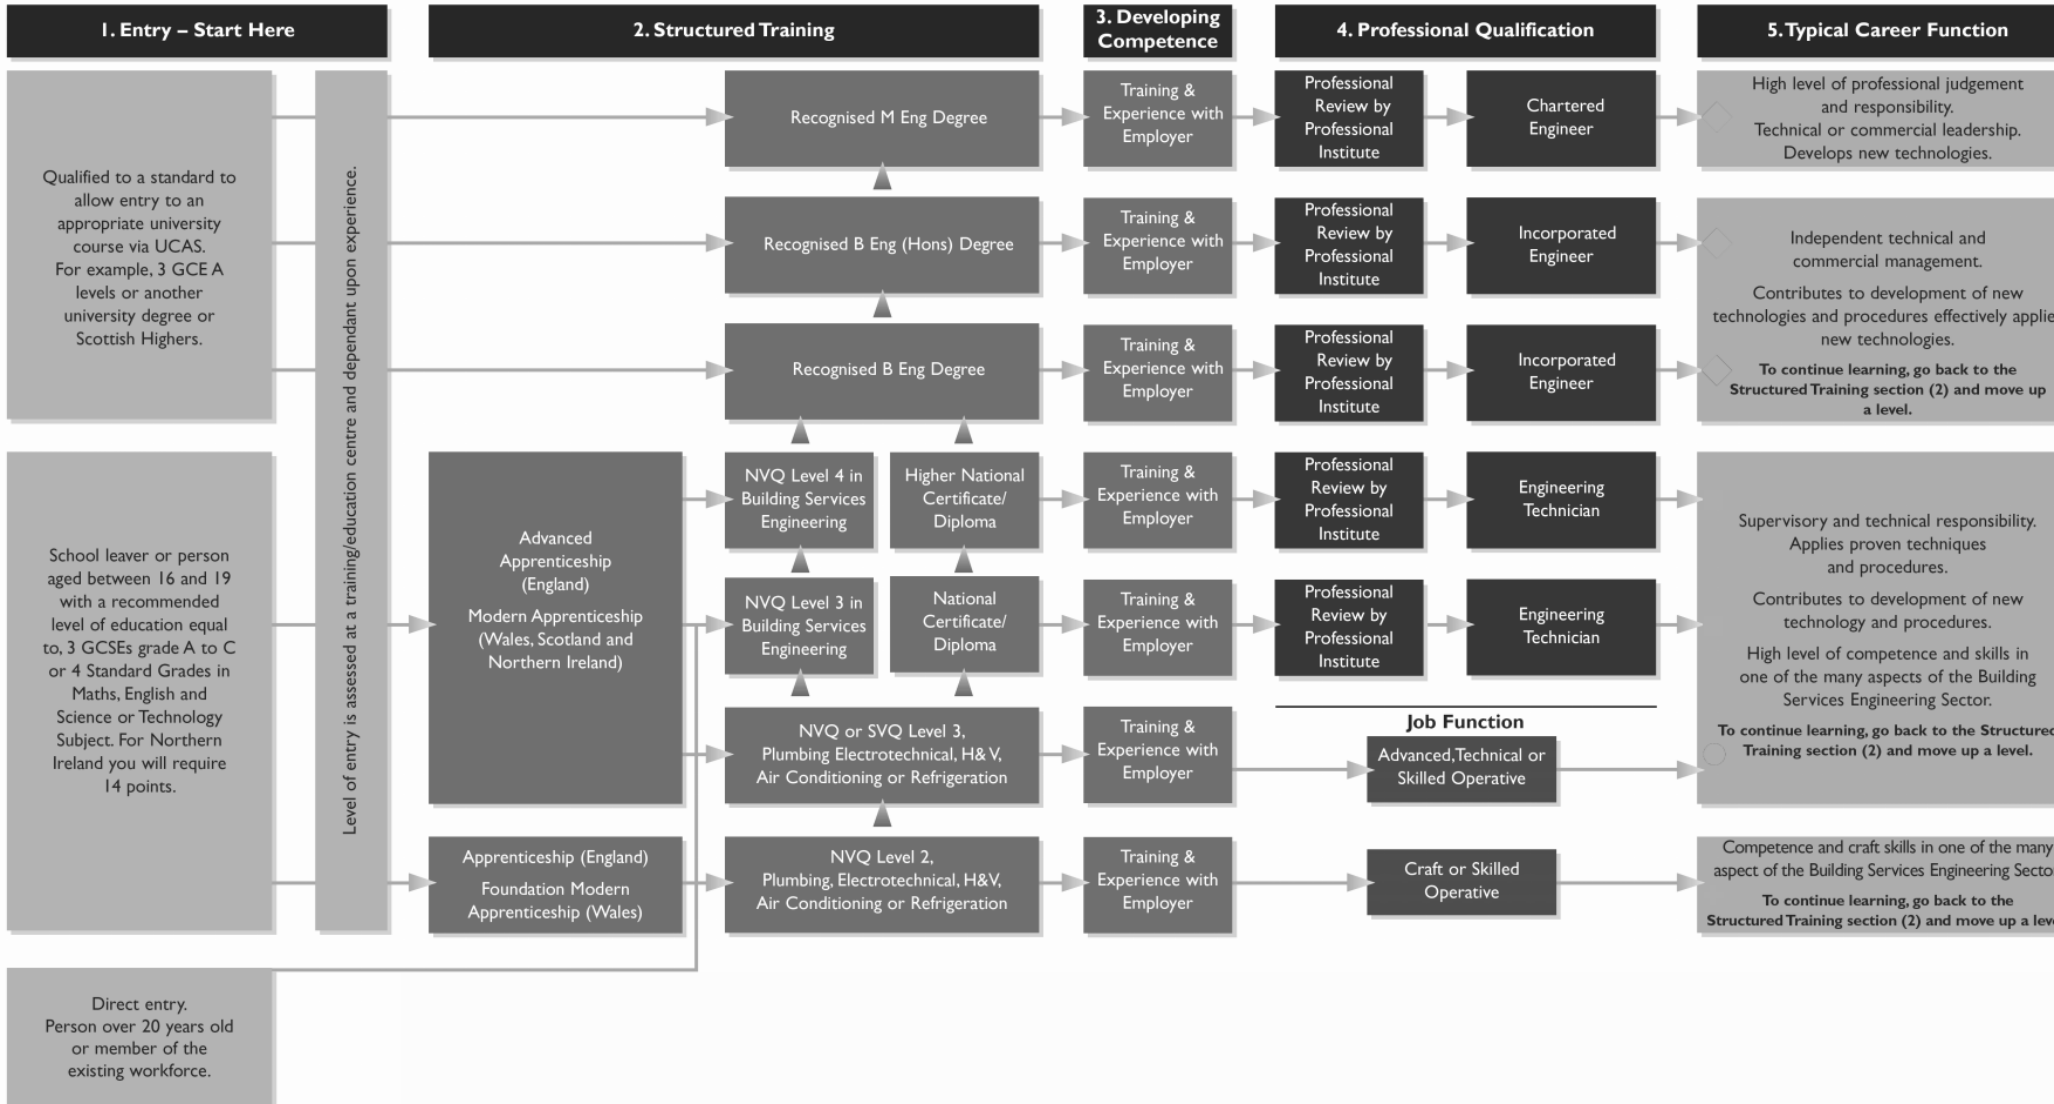 1. Entry – Start Here
2. Structured Training
3. Developing
Competence
4. Professional Qualification
5. Typical Career Function
Qualified to a standard to
allow entry to an
appropriate university
course via UCAS.
For example, 3 GCE A
levels or another
university degree or
Scottish Highers.
School leaver or person
aged between 16 and 19
with a recommended
level of education equal
to, 3 GCSEs grade A to C
or 4 Standard Grades in
Maths, English and
Science or Technology
Subject. For Northern
Ireland you will require
14 points.
Direct entry.
Person over 20 years old
or member of the
existing workforce.
Level of entry is assessed at a training/education centre and dependant upon experience.
Recognised M Eng Degree
Training &
Experience with
Employer
Professional
Review by
Professional
Institute
Chartered
Engineer
High level of professional judgement
and responsibility.
Technical or commercial leadership.
Develops new technologies.
Recognised B Eng (Hons) Degree
Training &
Experience with
Employer
Professional
Review by
Professional
Institute
Incorporated
Engineer
Independent technical and
commercial management.
Contributes to development of new
technologies and procedures effectively applie
new technologies.
To continue learning, go back to the
Structured Training section (2) and move up
a level.
Recognised B Eng Degree
Training &
Experience with
Employer
Professional
Review by
Professional
Institute
Incorporated
Engineer
Advanced
Apprenticeship
(England)
Modern Apprenticeship
(Wales, Scotland and
Northern Ireland)
NVQ Level 4 in
Building Services
Engineering
Higher National
Certificate/
Diploma
Training &
Experience with
Employer
Professional
Review by
Professional
Institute
Engineering
Technician
Supervisory and technical responsibility.
Applies proven techniques
and procedures.
Contributes to development of new
technology and procedures.
High level of competence and skills in
one of the many aspects of the Building
Services Engineering Sector.
To continue learning, go back to the Structured
Training section (2) and move up a level.
NVQ Level 3 in
Building Services
Engineering
National
Certificate/
Diploma
Training &
Experience with
Employer
Professional
Review by
Professional
Institute
Engineering
Technician
NVQ or SVQ Level 3,
Plumbing Electrotechnical, H& V,
Air Conditioning or Refrigeration
Training &
Experience with
Employer
Job Function
Advanced, Technical or
Skilled Operative
Apprenticeship (England)
Foundation Modern
Apprenticeship (Wales)
NVQ Level 2,
Plumbing, Electrotechnical, H&V,
Air Conditioning or Refrigeration
Training &
Experience with
Employer
Craft or Skilled
Operative
Competence and craft skills in one of the many
aspect of the Building Services Engineering Secto
To continue learning, go back to the
Structured Training section (2) and move up a leve